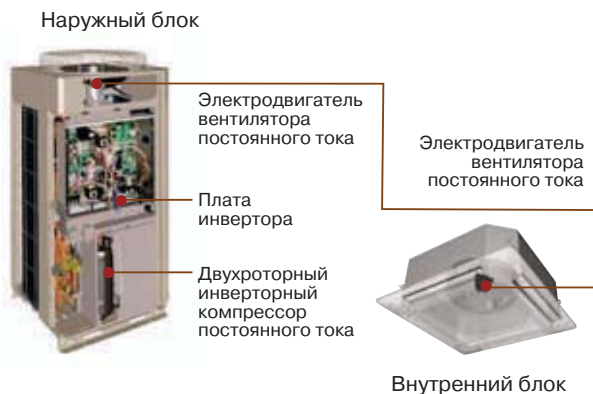 Наружный блок
Электродвигатель
вентилятора
постоянного тока
Плата
инвертора
Двухроторный
инверторный
компрессор
постоянного тока
Электродвигатель
вентилятора
постоянного тока
Внутренний блок